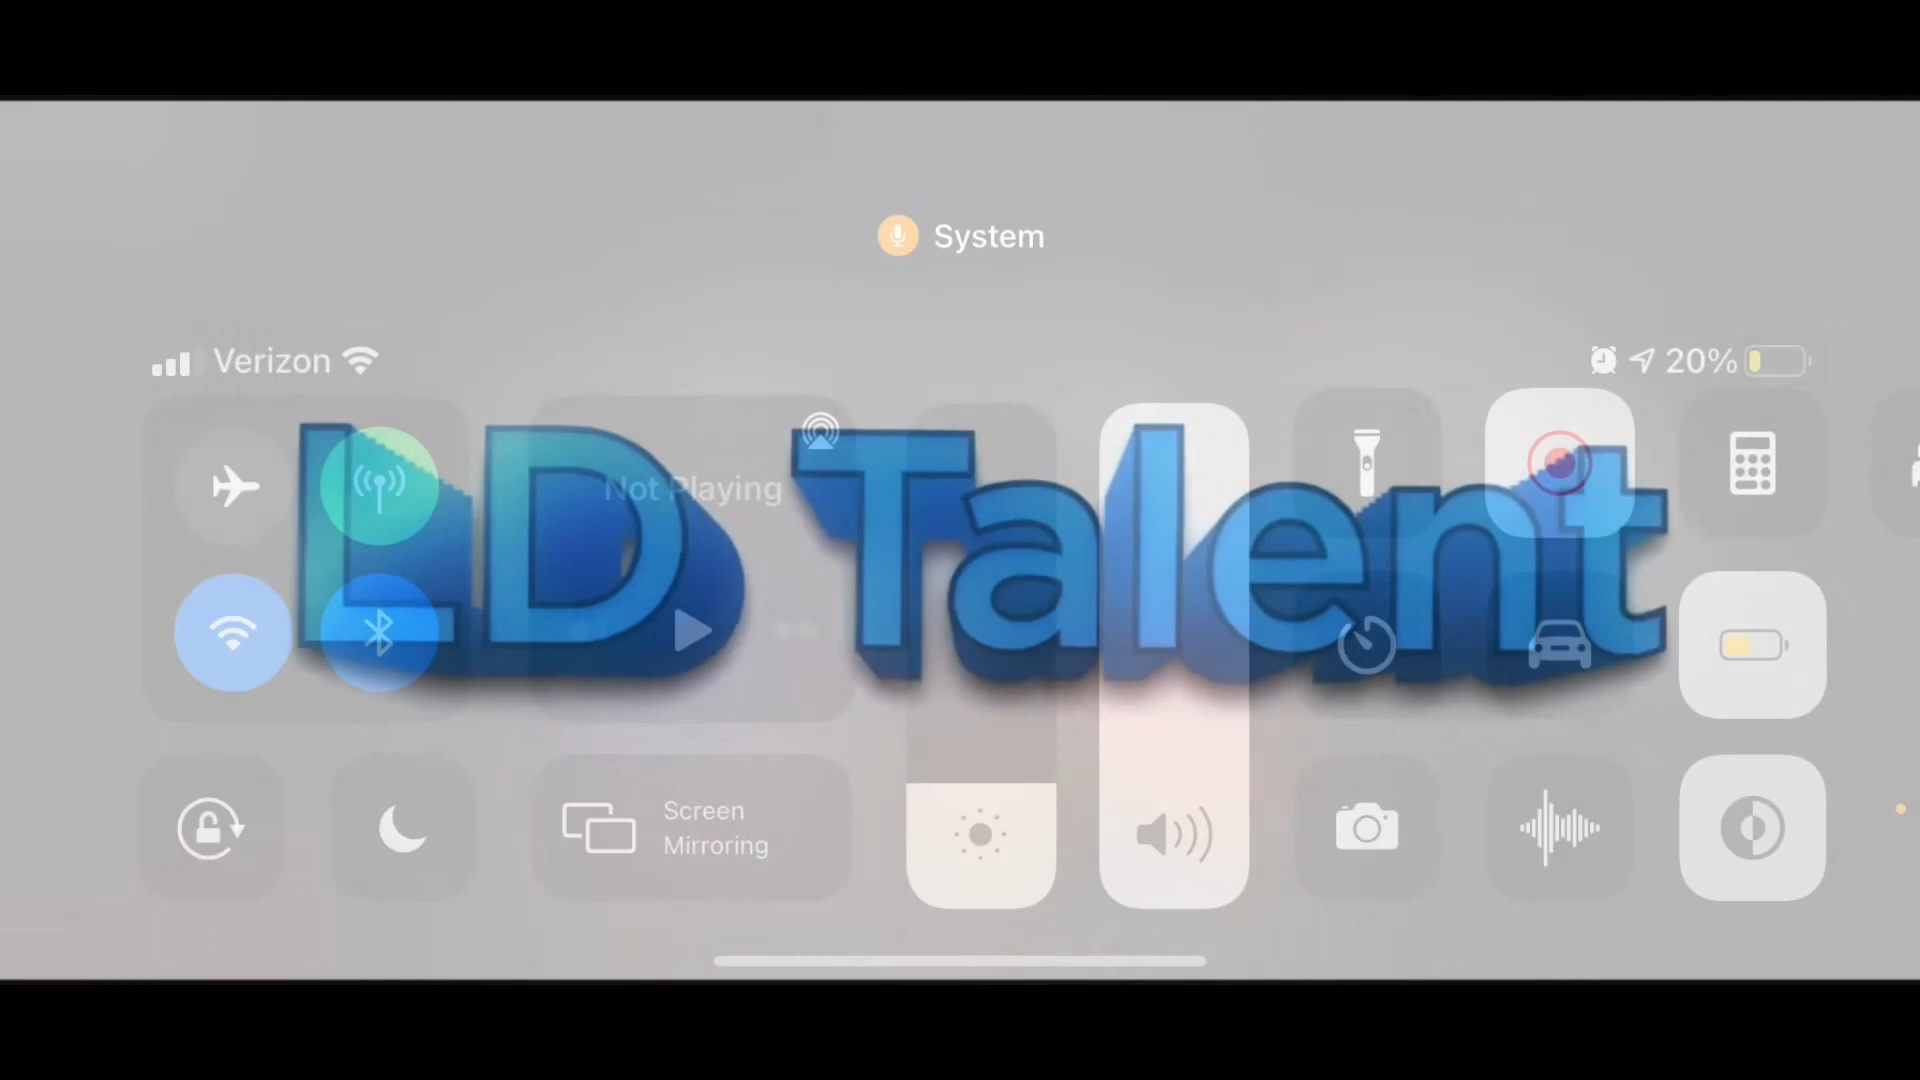 System
Verizon
20%
LD Talent
Not Playing
Screen
Mirroring